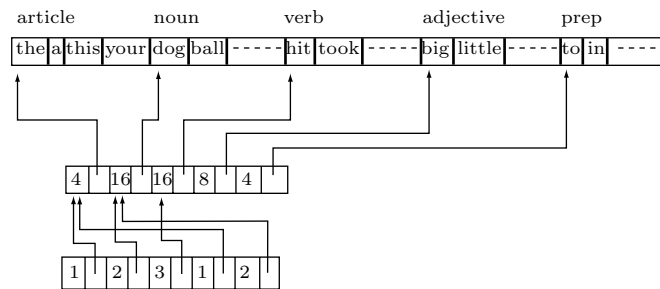 article noun verb adjective prep
the a this your dog ball ----- hit took ----- big little ----- to in ----
4 16 16 8 4
1 2 3 1 2